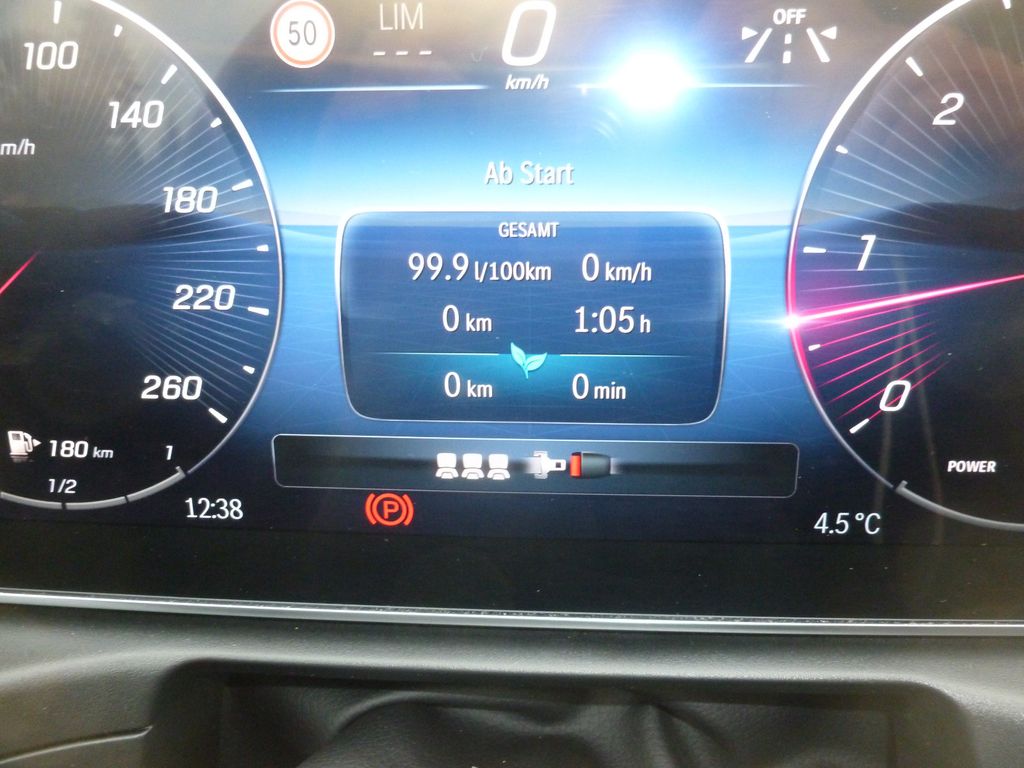 50
LIM
---
0
km/h
OFF
100
140
m/h
180
220
260
180 km
1
1/2
12:38
Ab Start
GESAMT
99.9 l/100km 0 km/h
0 km 1:05 h
0 km 0 min
P
2
1
0
POWER
4.5 °C